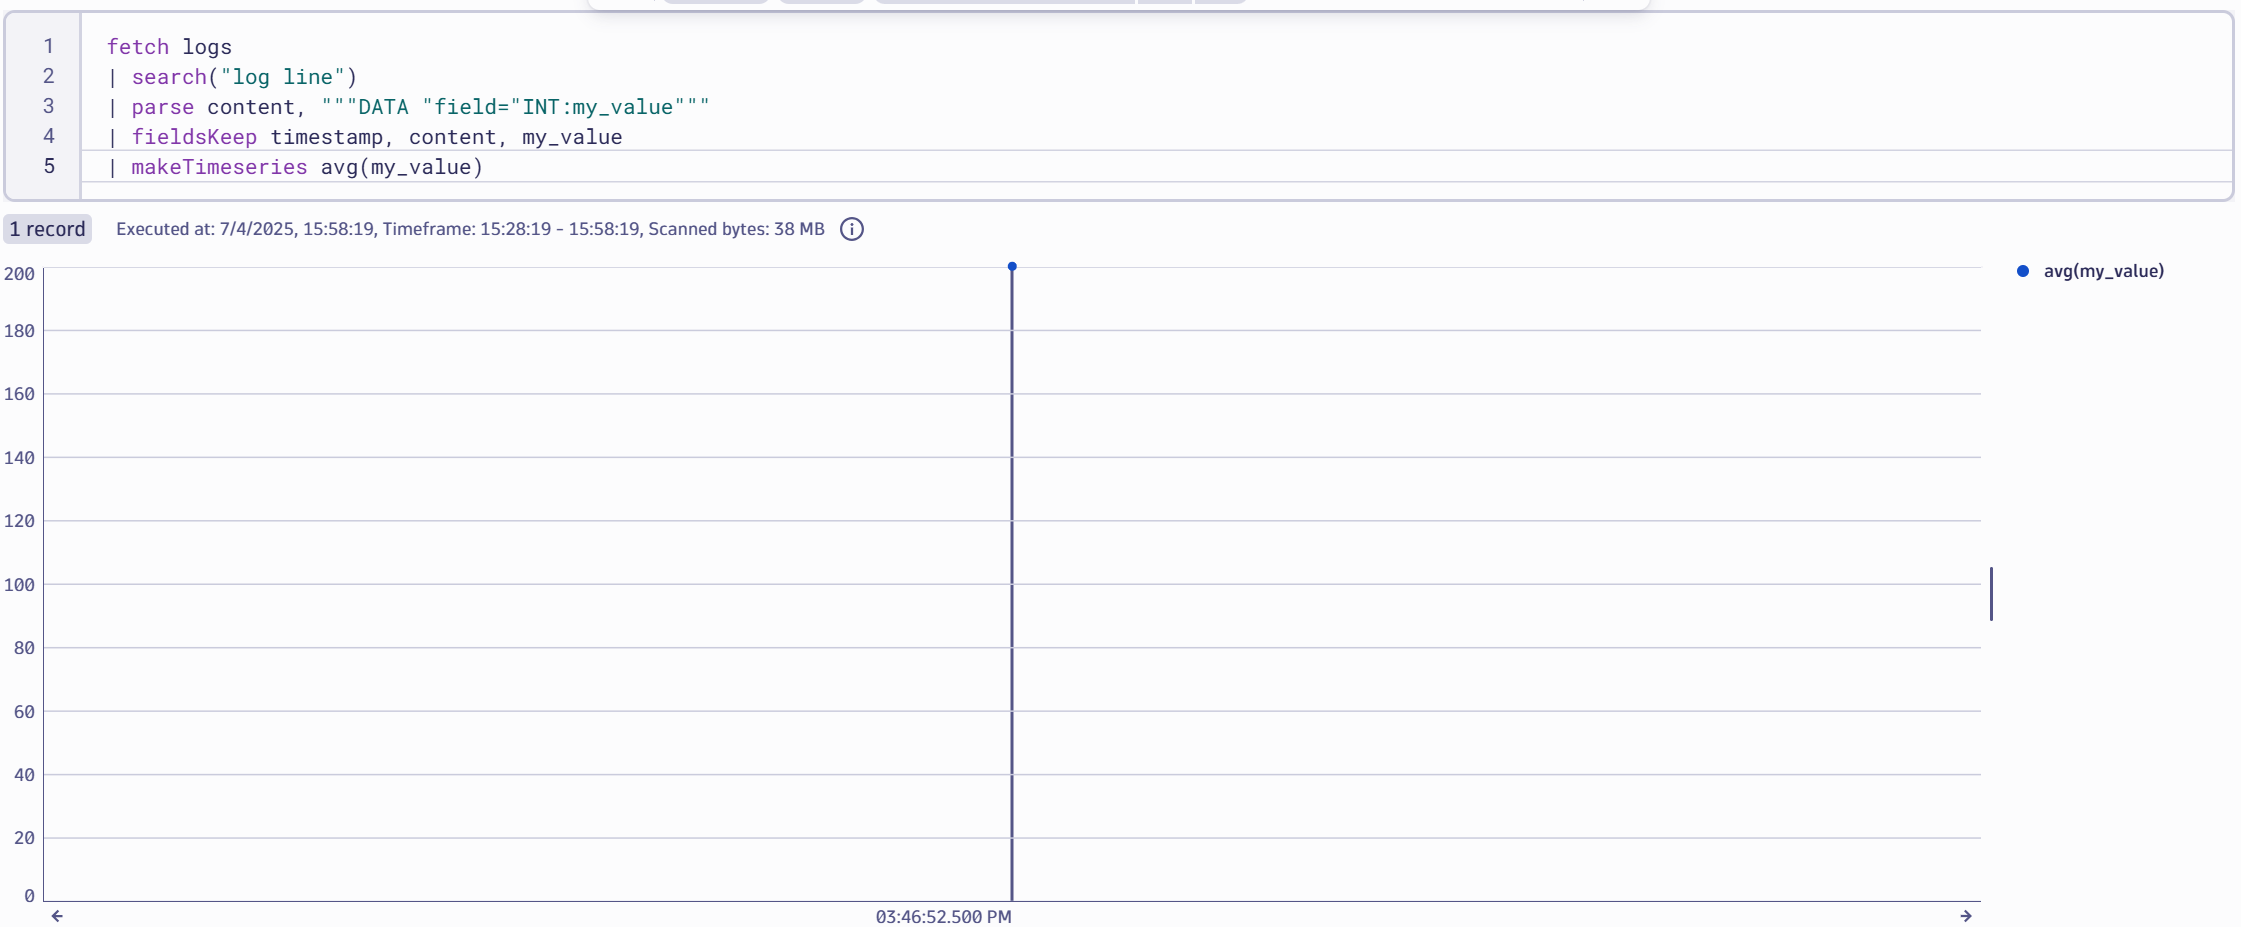 1 fetch logs
2 | search("log line")
3 | parse content, """DATA "field="INT:my_value"""
4 | fieldsKeep timestamp, content, my_value
5 | makeTimeseries avg(my_value)
1 record Executed at: 7/4/2025, 15:58:19, Timeframe: 15:28:19 - 15:58:19, Scanned bytes: 38 MB
200
avg(my_value)
180
160
140
120
100
80
60
40
20
0
03:46:52.500 PM